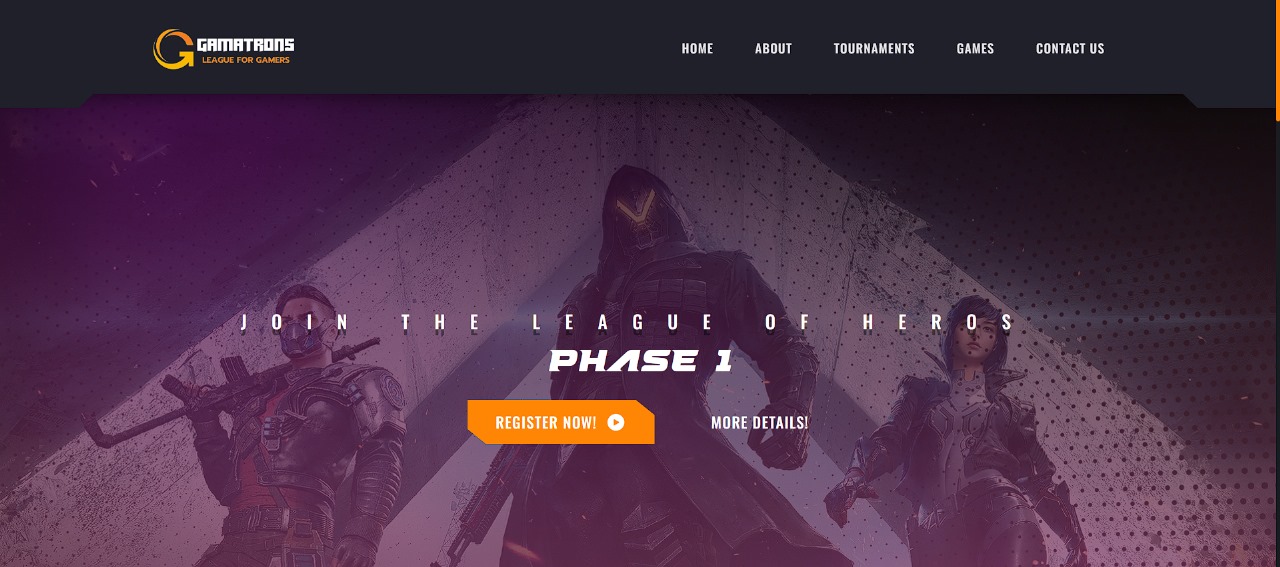 GAMATRONS
LEAGUE FOR GAMERS
HOME ABOUT TOURNAMENTS GAMES CONTACT US
JOIN THE LEAGUE OF HEROS
PHASE 1
REGISTER NOW! MORE DETAILS!